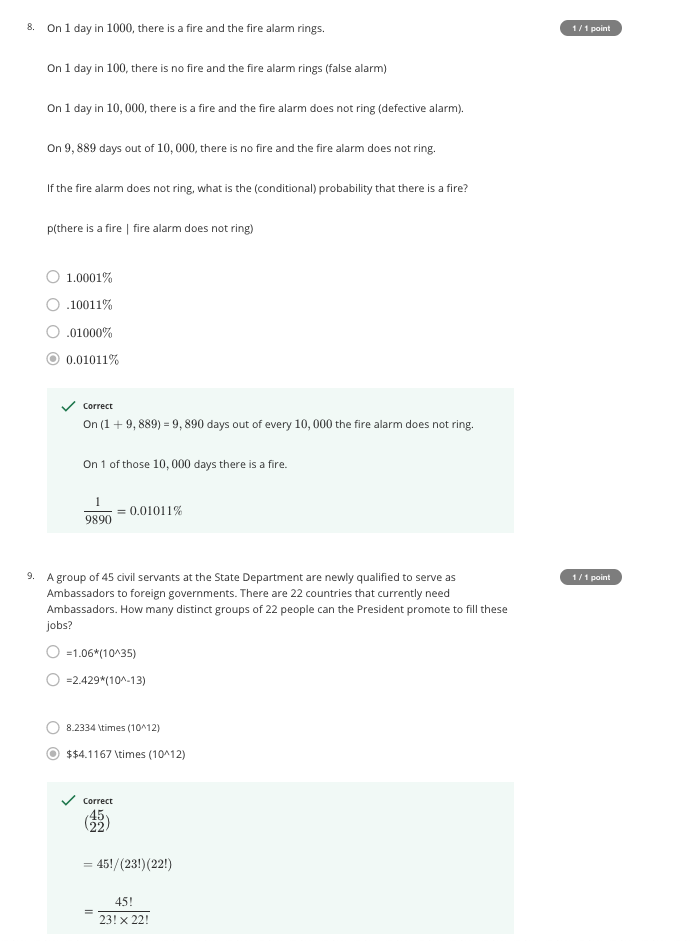 8. On 1 day in 1000, there is a fire and the fire alarm rings.
1 / 1 point
On 1 day in 100, there is no fire and the fire alarm rings (false alarm)
On 1 day in 10, 000, there is a fire and the fire alarm does not ring (defective alarm).
On 9, 889 days out of 10, 000, there is no fire and the fire alarm does not ring.
If the fire alarm does not ring, what is the (conditional) probability that there is a fire?
p(there is a fire | fire alarm does not ring)
1.0001%
.10011%
.01000%
0.01011%
Correct
On (1 + 9, 889) = 9, 890 days out of every 10, 000 the fire alarm does not ring.
On 1 of those 10, 000 days there is a fire.
1
9890
= 0.01011%
9. A group of 45 civil servants at the State Department are newly qualified to serve as
1 / 1 point
Ambassadors to foreign governments. There are 22 countries that currently need
Ambassadors. How many distinct groups of 22 people can the President promote to fill these
jobs?
=1.06*(10^35)
=2.429*(10^-13)
8.2334 \times (10^12)
$$4.1167 \times (10^12)
Correct
(45
22)
= 45!/(23!)(22!)
= 45!
23! × 22!